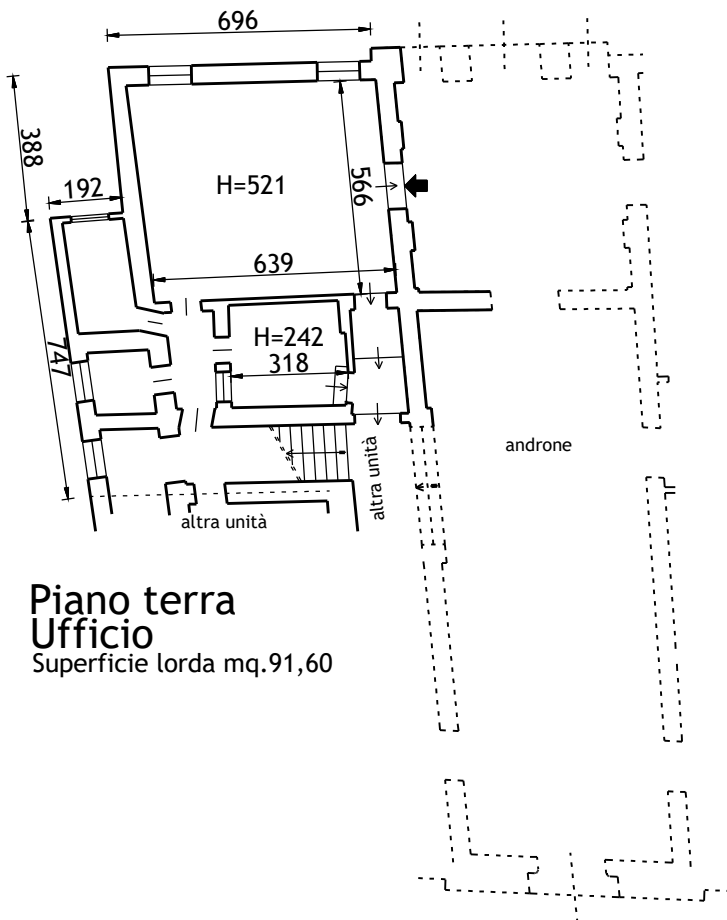 696
388
192
H=521
566
639
H=242
318
747
androne
altra unità
altra unità
Piano terra
Ufficio
Superficie lorda mq.91,60